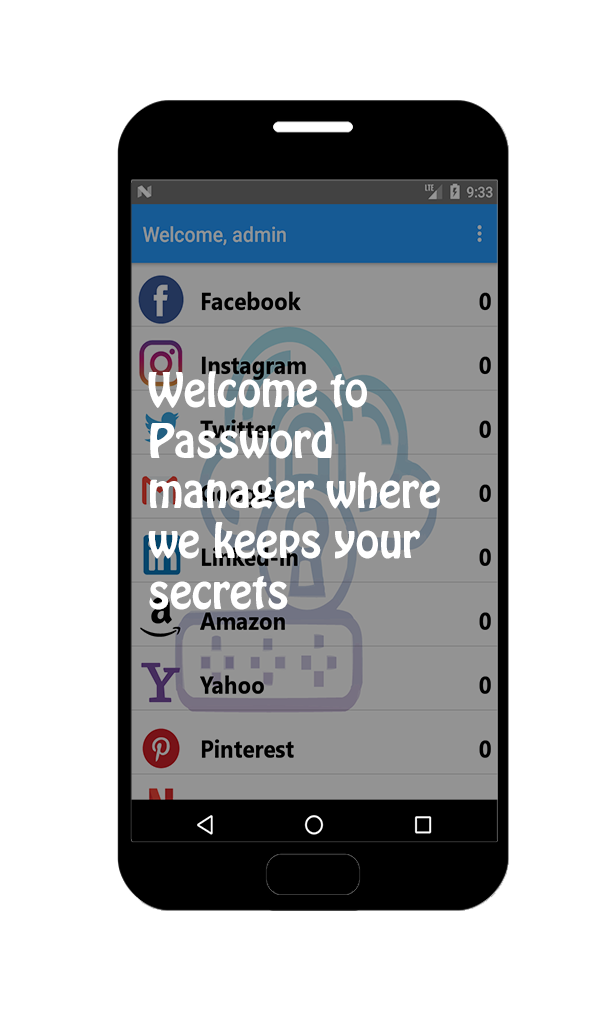 LTE 9:33
Welcome, admin
Facebook 0
Instagram 0
Twitter 0
Google 0
Linked-in 0
Amazon 0
Yahoo 0
Pinterest 0
Welcome to
Password
manager where
we keeps your
secrets